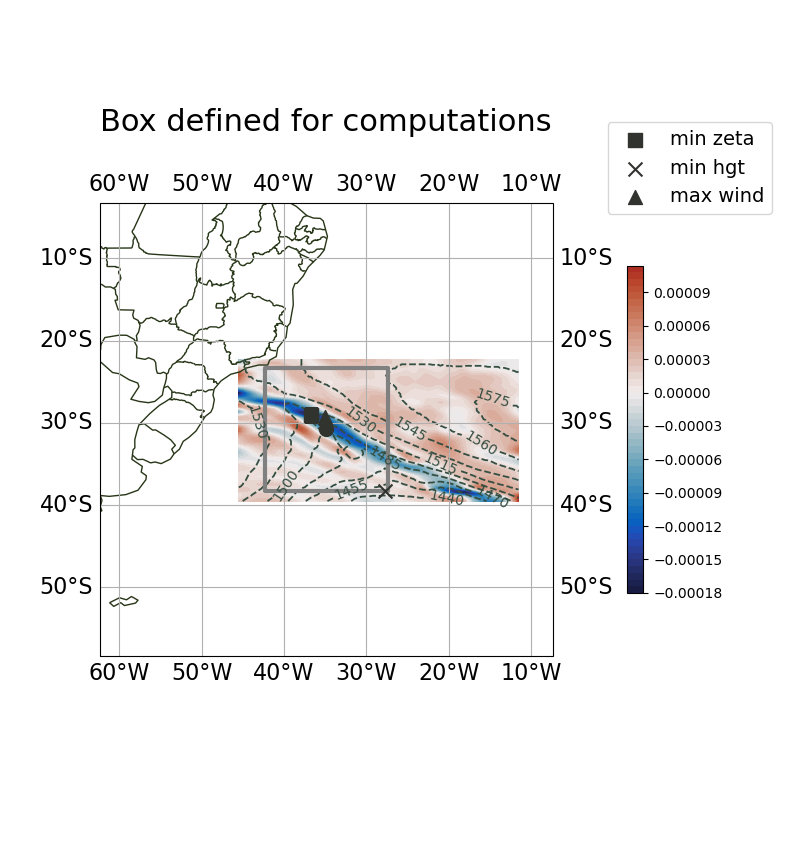 Box defined for computations
min zeta
min hgt
max wind
60°W 50°W 40°W 30°W 20°W 10°W
10°S 10°S
20°S 20°S
30°S 30°S
40°S 40°S
50°S 50°S
60°W 50°W 40°W 30°W 20°W 10°W
1575
1530
1530
1545
1560
1485
1515
1500
1455
1440
1470
0.00009
0.00006
0.00003
0.00000
−0.00003
−0.00006
−0.00009
−0.00012
−0.00015
−0.00018